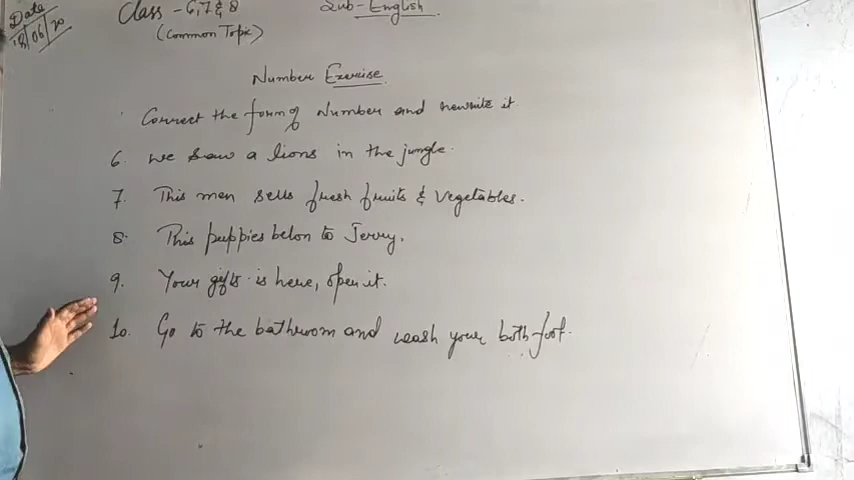 Date
18/06/20
Class - 6,7 & 8
Sub- English
(Common Topic)
Number Exercise
Correct the form of Number and rewrite it
6. we saw a lions in the jungle.
7. This men sells fresh fruits & vegetables.
8. This puppies belon to Jerry.
9. Your gifts is here, open it.
10. Go to the bathroom and wash your both foot.